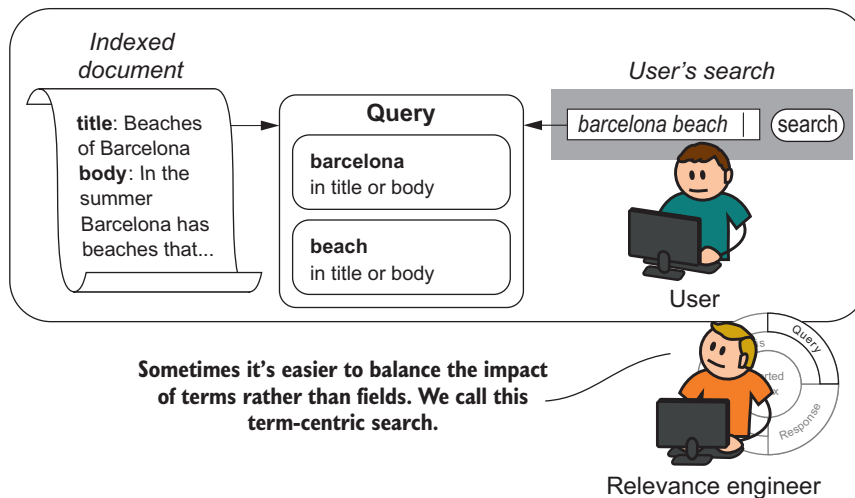 Indexed
document
title: Beaches
of Barcelona
body: In the
summer
Barcelona has
beaches that...
Query
barcelona
in title or body
beach
in title or body
User's search
barcelona beach
search
User
Sometimes it's easier to balance the impact
of terms rather than fields. We call this
term-centric search.
Query
Response
Relevance engineer